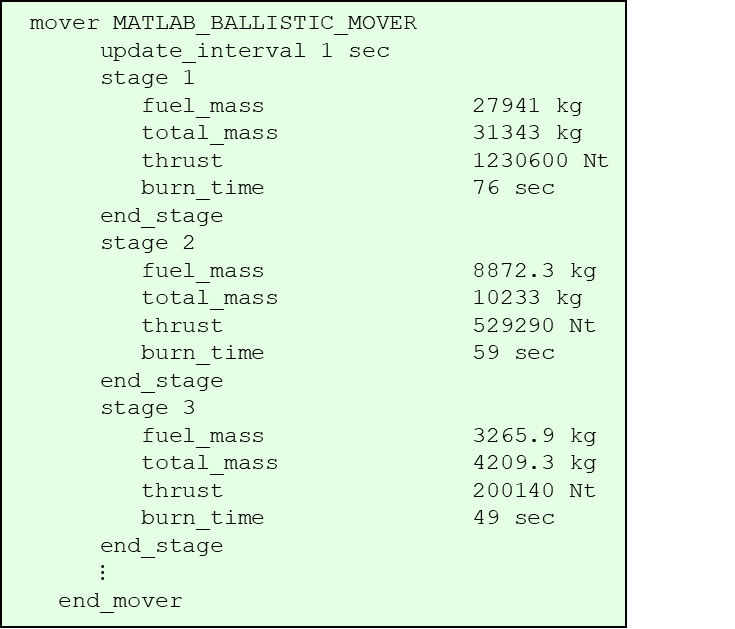 mover MATLAB_BALLISTIC_MOVER
update_interval 1 sec
stage 1
fuel_mass 27941 kg
total_mass 31343 kg
thrust 1230600 Nt
burn_time 76 sec
end_stage
stage 2
fuel_mass 8872.3 kg
total_mass 10233 kg
thrust 529290 Nt
burn_time 59 sec
end_stage
stage 3
fuel_mass 3265.9 kg
total_mass 4209.3 kg
thrust 200140 Nt
burn_time 49 sec
end_stage
⋮
end_mover